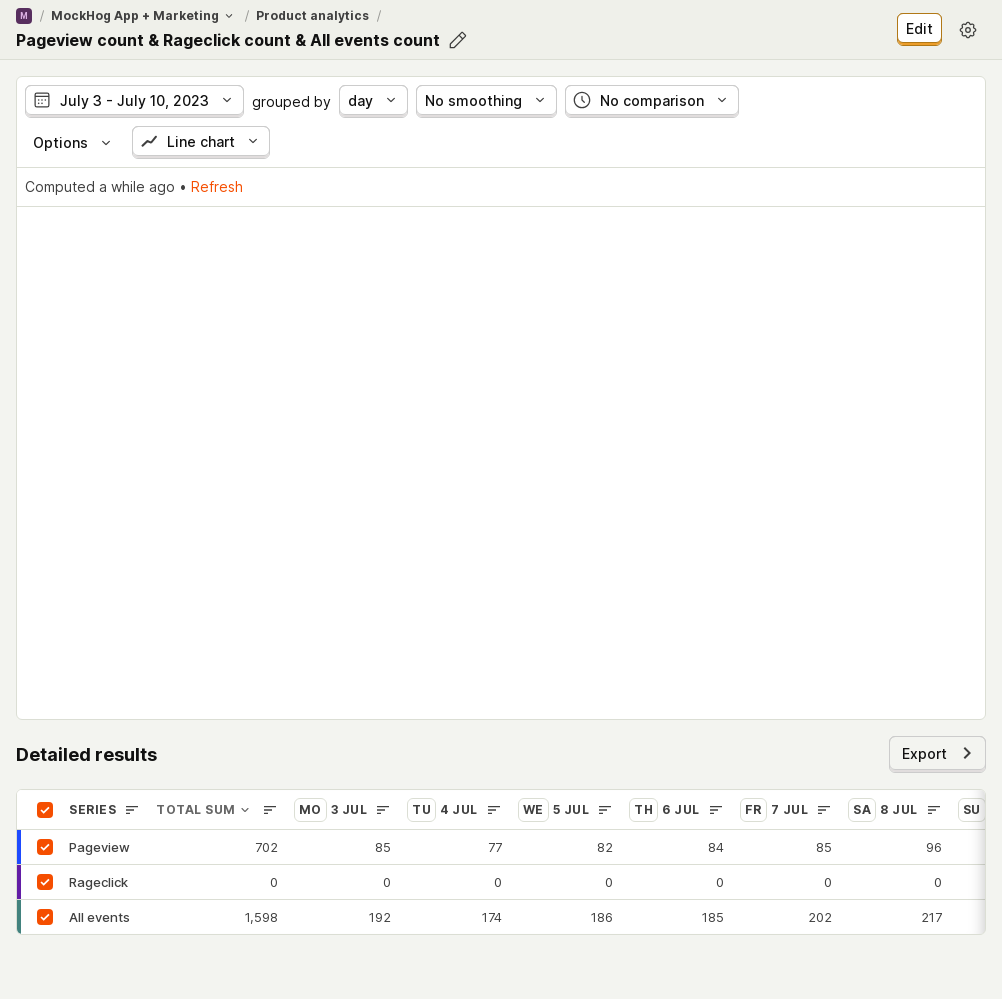 M / MockHog App + Marketing / Product analytics /
Pageview count & Rageclick count & All events count
Edit
July 3 - July 10, 2023 grouped by day No smoothing No comparison
Options Line chart
Computed a while ago • Refresh
Detailed results
Export
SERIES TOTAL SUM MO 3 JUL TU 4 JUL WE 5 JUL TH 6 JUL FR 7 JUL SA 8 JUL SU
Pageview 702 85 77 82 84 85 96
Rageclick 0 0 0 0 0 0 0
All events 1,598 192 174 186 185 202 217